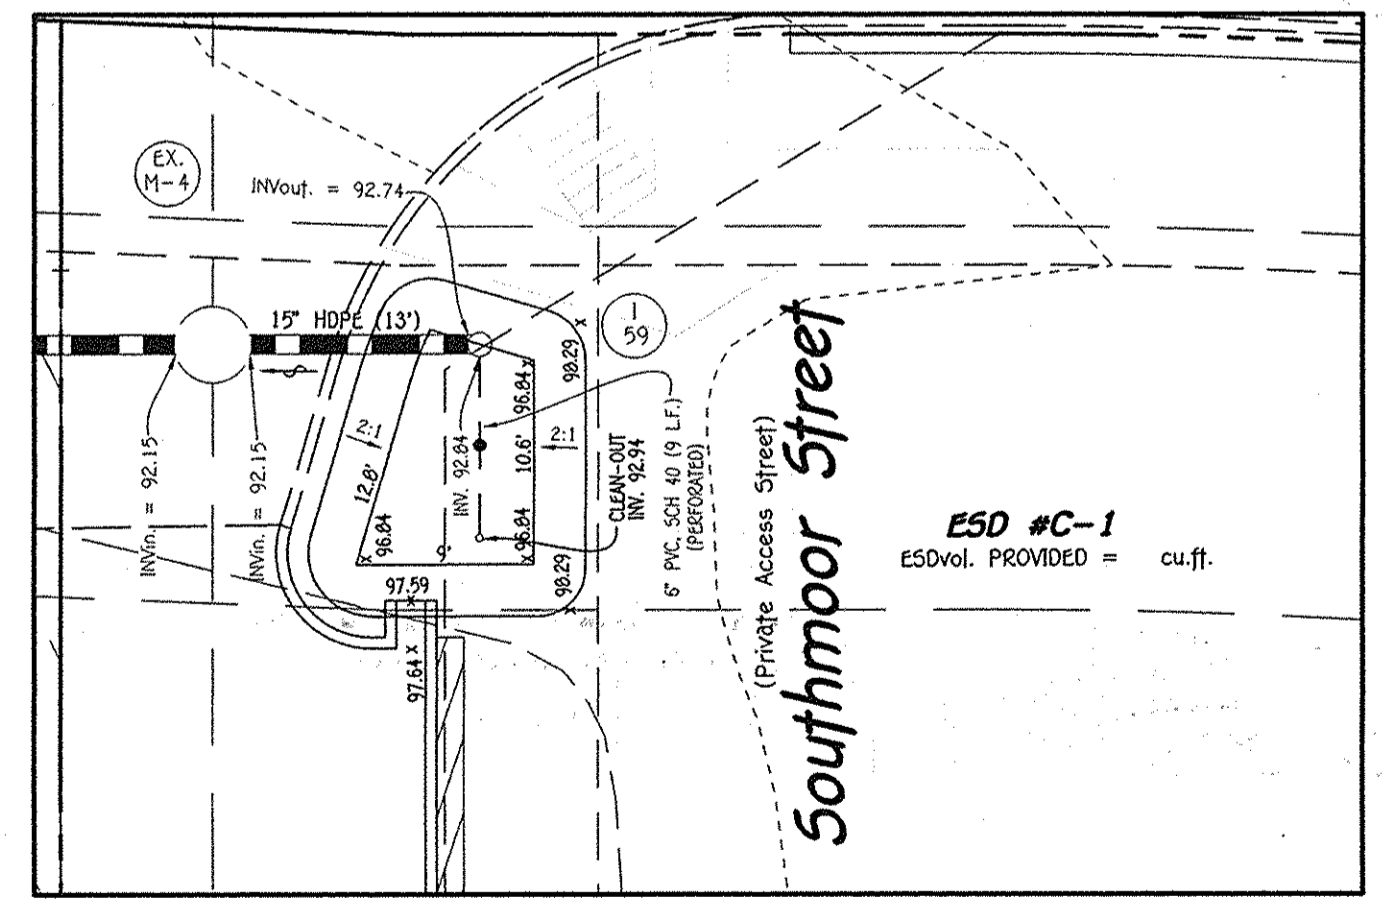 EX.
M-4
INVout. = 92.74
15" HDPE (13')
1
59
98.29
96.84
2:1
2:1
12.8'
10.6'
INV. 92.84
CLEAN-OUT
INV. 92.94
6" PVC, SCH 40 (9 L.F.)
(PERFORATED)
INVin. = 92.15
INVin. = 92.15
96.84
9'
96.84
98.29
97.59
97.64
(Private Access Street)
Southmoor Street
ESD #C-1
ESDvol. PROVIDED = cu.ft.